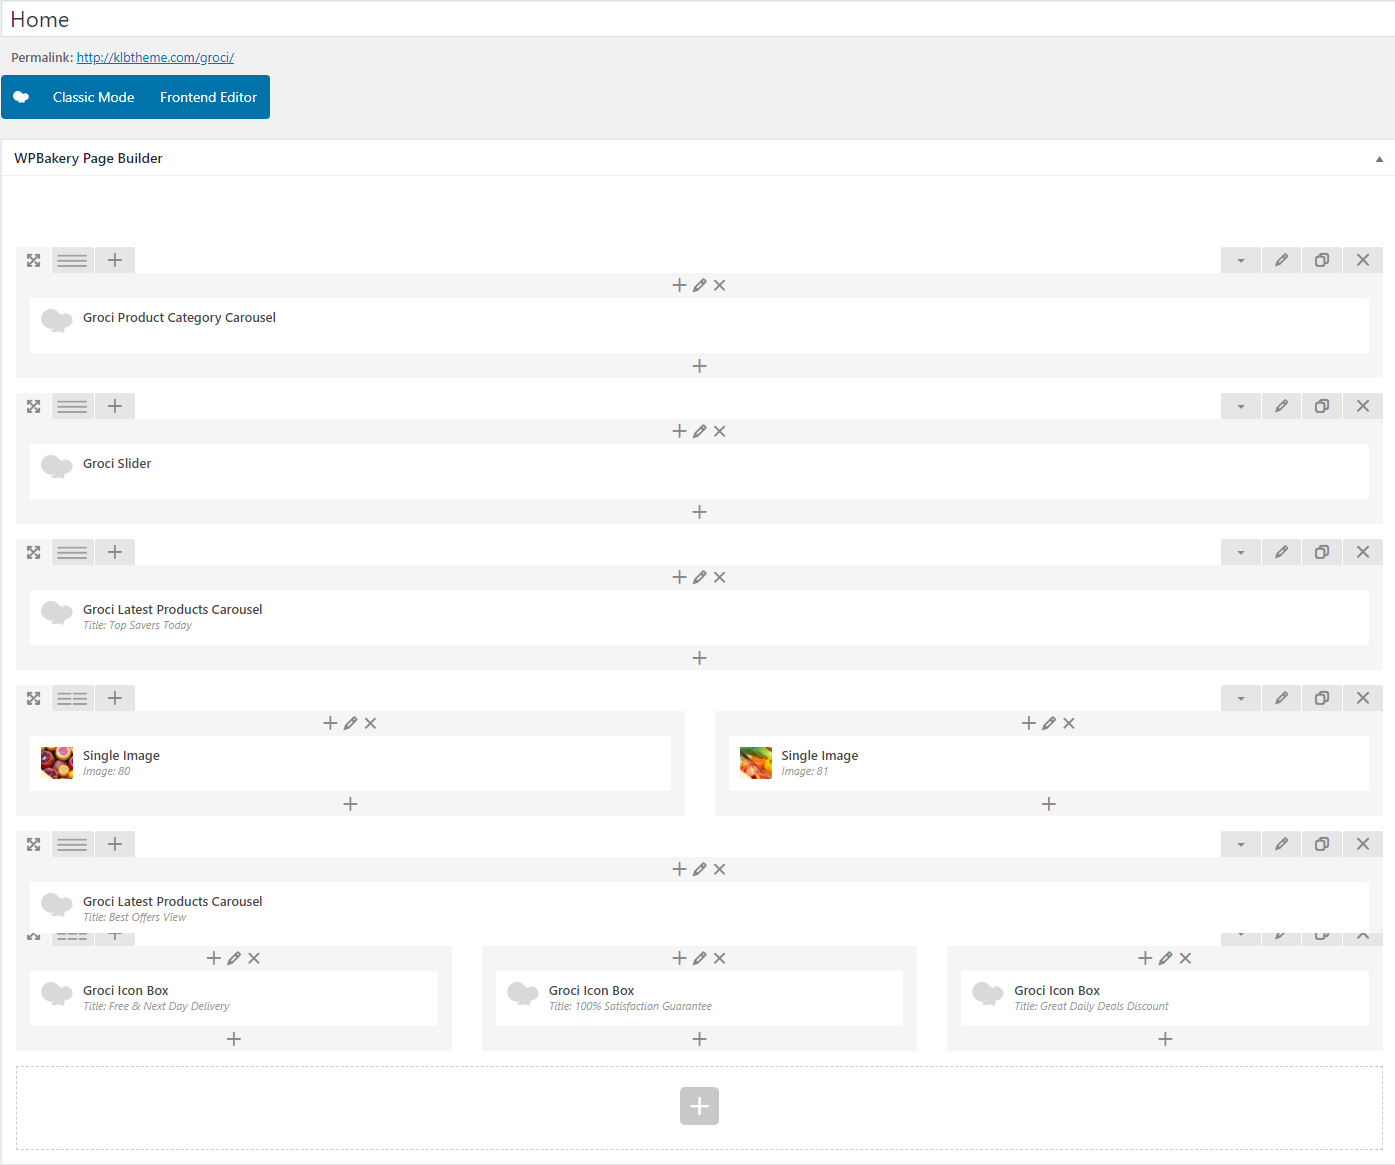 Home
Permalink: http://klbtheme.com/groci/
Classic Mode Frontend Editor
WPBakery Page Builder
Groci Product Category Carousel
Groci Slider
Groci Latest Products Carousel
Title: Top Savers Today
Single Image
Image: 80
Single Image
Image: 81
Groci Latest Products Carousel
Title: Best Offers View
Groci Icon Box
Title: Free & Next Day Delivery
Groci Icon Box
Title: 100% Satisfaction Guarantee
Groci Icon Box
Title: Great Daily Deals Discount